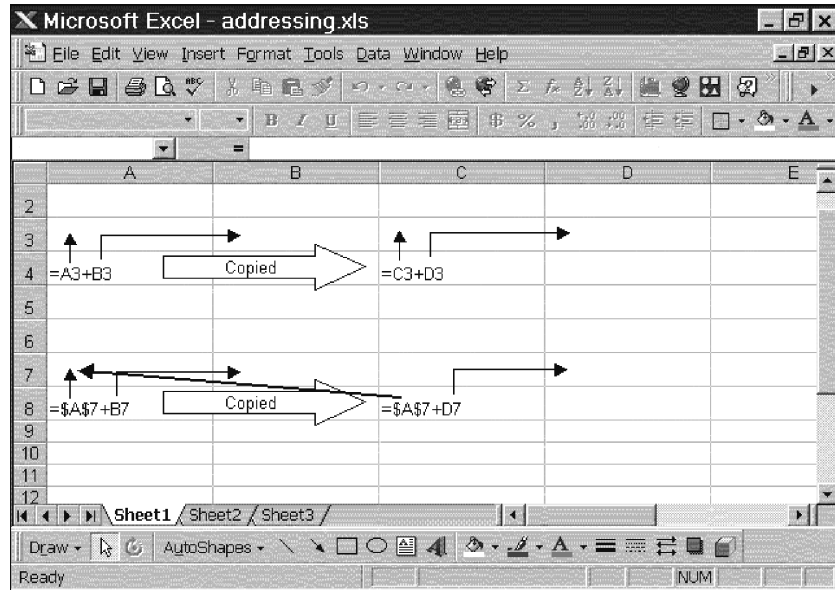 Microsoft Excel - addressing.xls
File Edit View Insert Format Tools Data Window Help
ABC Σ fx
B I U $ % ,
=
A B C D E
2
3
4 =A3+B3 Copied =C3+D3
5
6
7
8 =$A$7+B7 Copied =$A$7+D7
9
10
11
12
Sheet1 Sheet2 Sheet3
Draw AutoShapes
Ready NUM